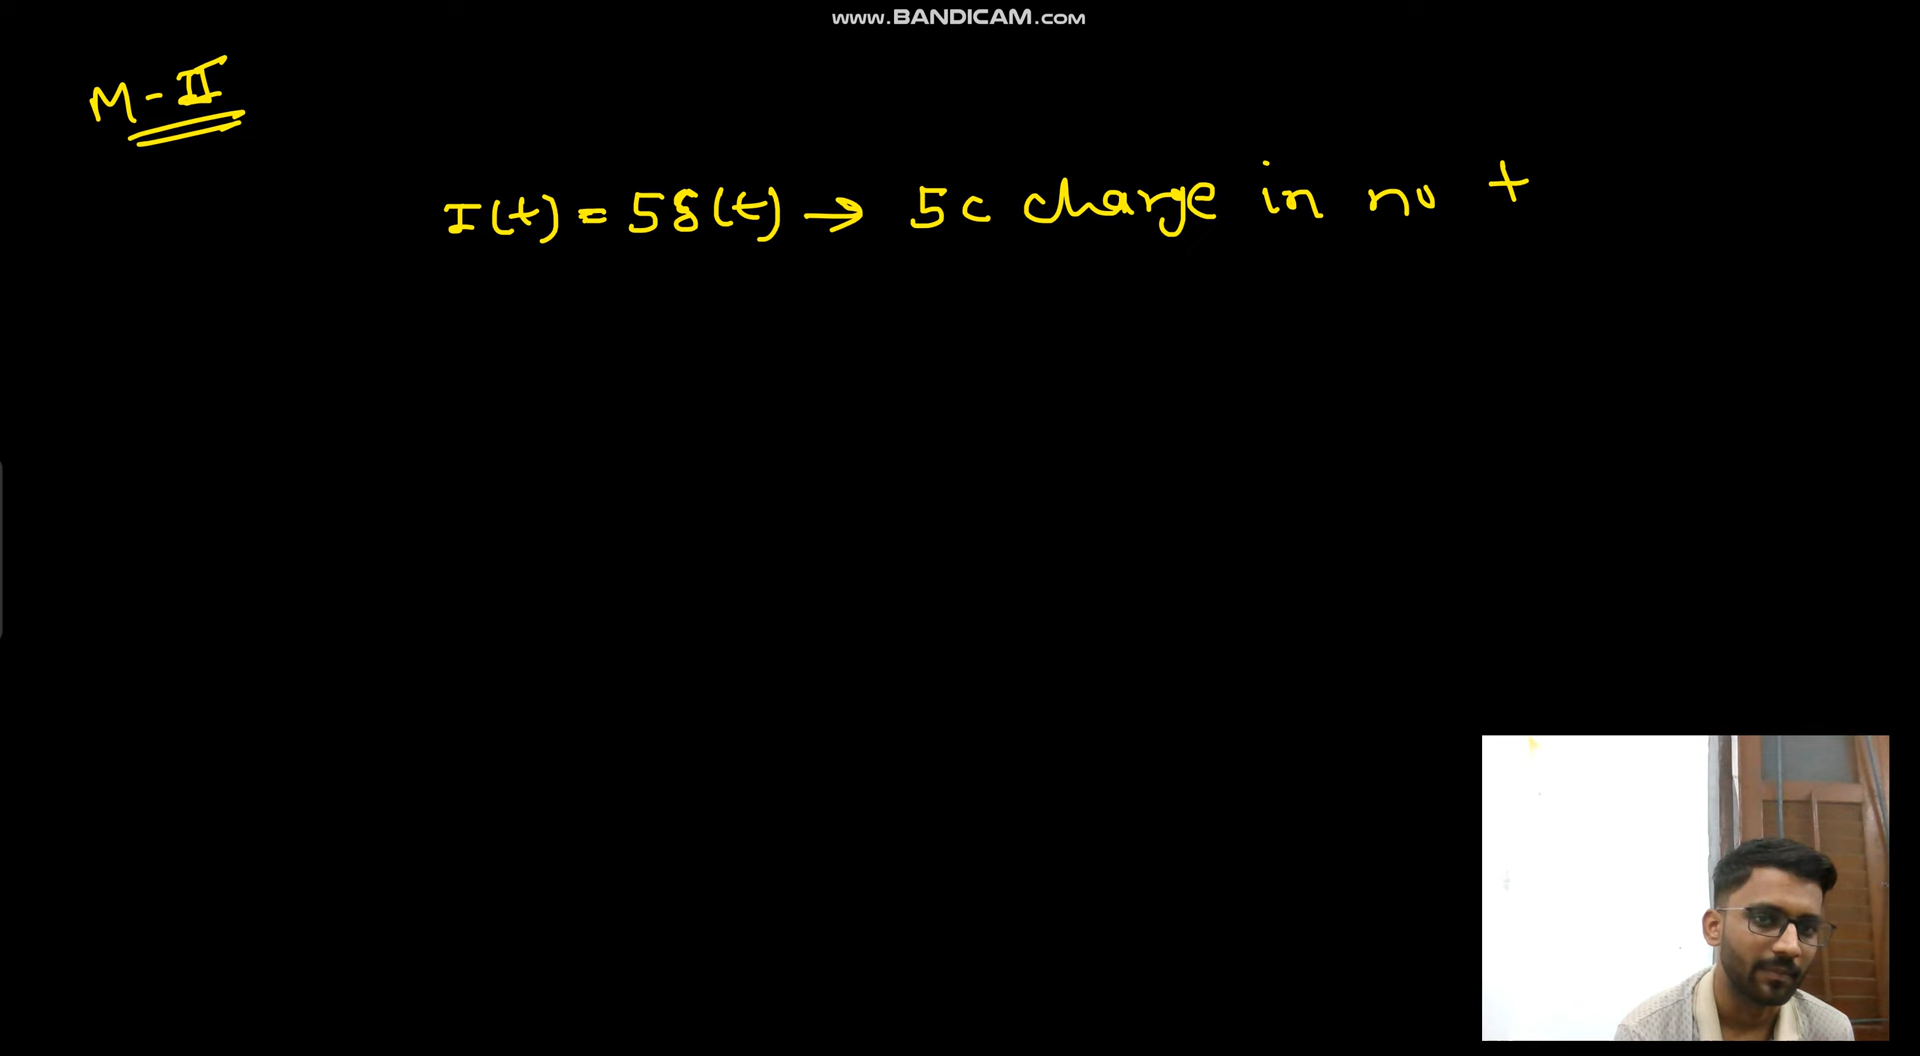 www.BANDICAM.com
M-II
I(t) = 5δ(t) → 5c charge in no t